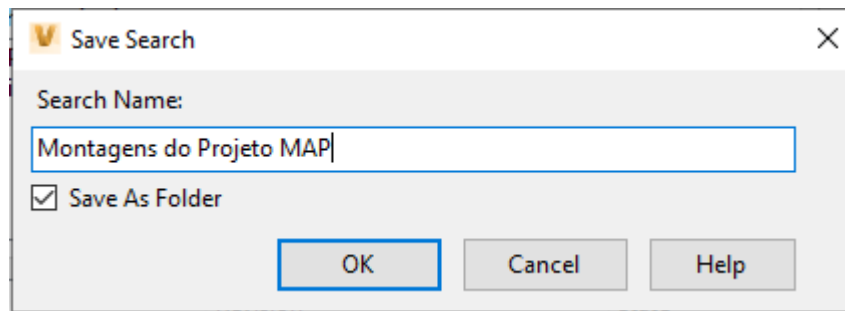 Save Search
Search Name:
Montagens do Projeto MAP
Save As Folder
OK Cancel Help